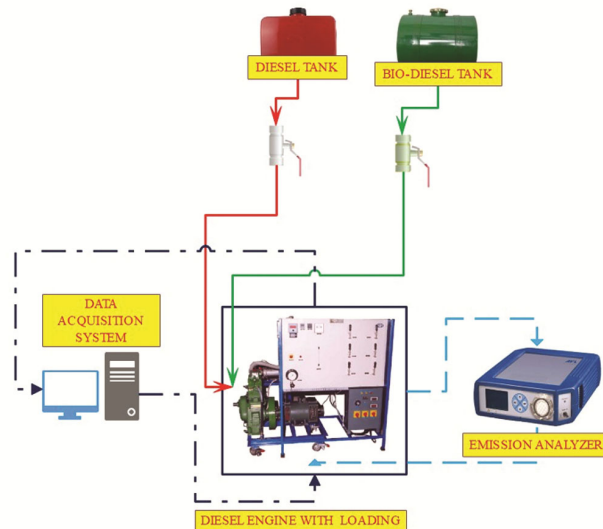 DIESEL TANK
BIO-DIESEL TANK
DATA
ACQUISITION
SYSTEM
EMISSION ANALYZER
DIESEL ENGINE WITH LOADING